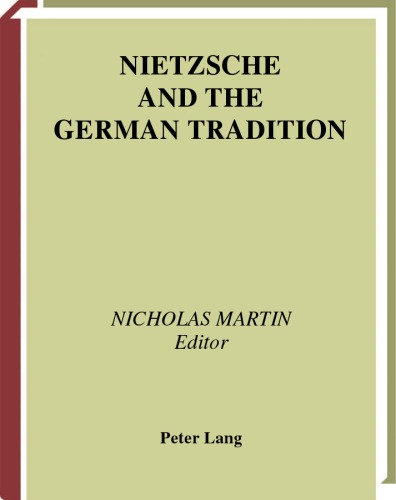 NIETZSCHE
AND THE
GERMAN TRADITION
NICHOLAS MARTIN
Editor
Peter Lang